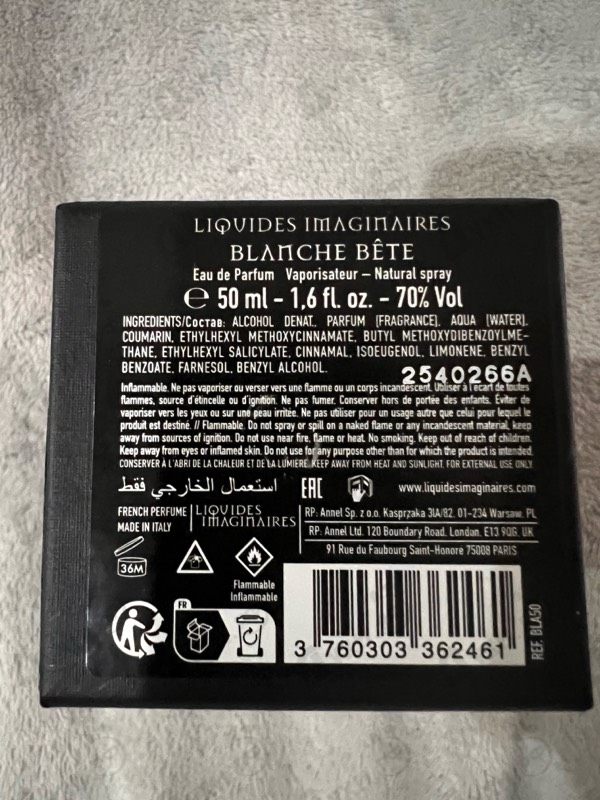 LIQUIDES IMAGINAIRES
BLANCHE BÊTE
Eau de Parfum Vaporisateur – Natural spray
℮ 50 ml - 1,6 fl. oz. - 70% Vol
INGREDIENTS/Состав: ALCOHOL DENAT., PARFUM (FRAGRANCE), AQUA (WATER),
COUMARIN, ETHYLHEXYL METHOXYCINNAMATE, BUTYL METHOXYDIBENZOYLME-
THANE, ETHYLHEXYL SALICYLATE, CINNAMAL, ISOEUGENOL, LIMONENE, BENZYL
BENZOATE, FARNESOL, BENZYL ALCOHOL.
2540266A
Inflammable. Ne pas vaporiser ou verser vers une flamme ou un corps incandescent. Utiliser à l'écart de toutes
flammes, source d'étincelle ou d'ignition. Ne pas fumer. Conserver hors de portée des enfants. Éviter de
vaporiser vers les yeux ou sur une peau irritée. Ne pas utiliser pour un usage autre que celui pour lequel le
produit est destiné. // Flammable. Do not spray or spill on a naked flame or any incandescent material, keep
away from sources of ignition. Do not use near fire, flame or heat. No smoking. Keep out of reach of children.
Keep away from eyes or inflamed skin. Do not use for any purpose other than for which the product is intended.
CONSERVER À L'ABRI DE LA CHALEUR ET DE LA LUMIÈRE. KEEP AWAY FROM HEAT AND SUNLIGHT. FOR EXTERNAL USE ONLY
استعمال الخارجي فقط
EAC
www.liquidesimaginaires.com
FRENCH PERFUME
MADE IN ITALY
LIQUIDES
IMAGINAIRES
RP: Annel Sp. z o.o. Kasprzaka 31A/82, 01-234 Warsaw, PL
RP: Annel Ltd. 120 Boundary Road, London, E13 9QG, UK
91 Rue du Faubourg Saint-Honoré 75008 PARIS
36M
Flammable
Inflammable
FR
3 760303 362461
REF. BLA50